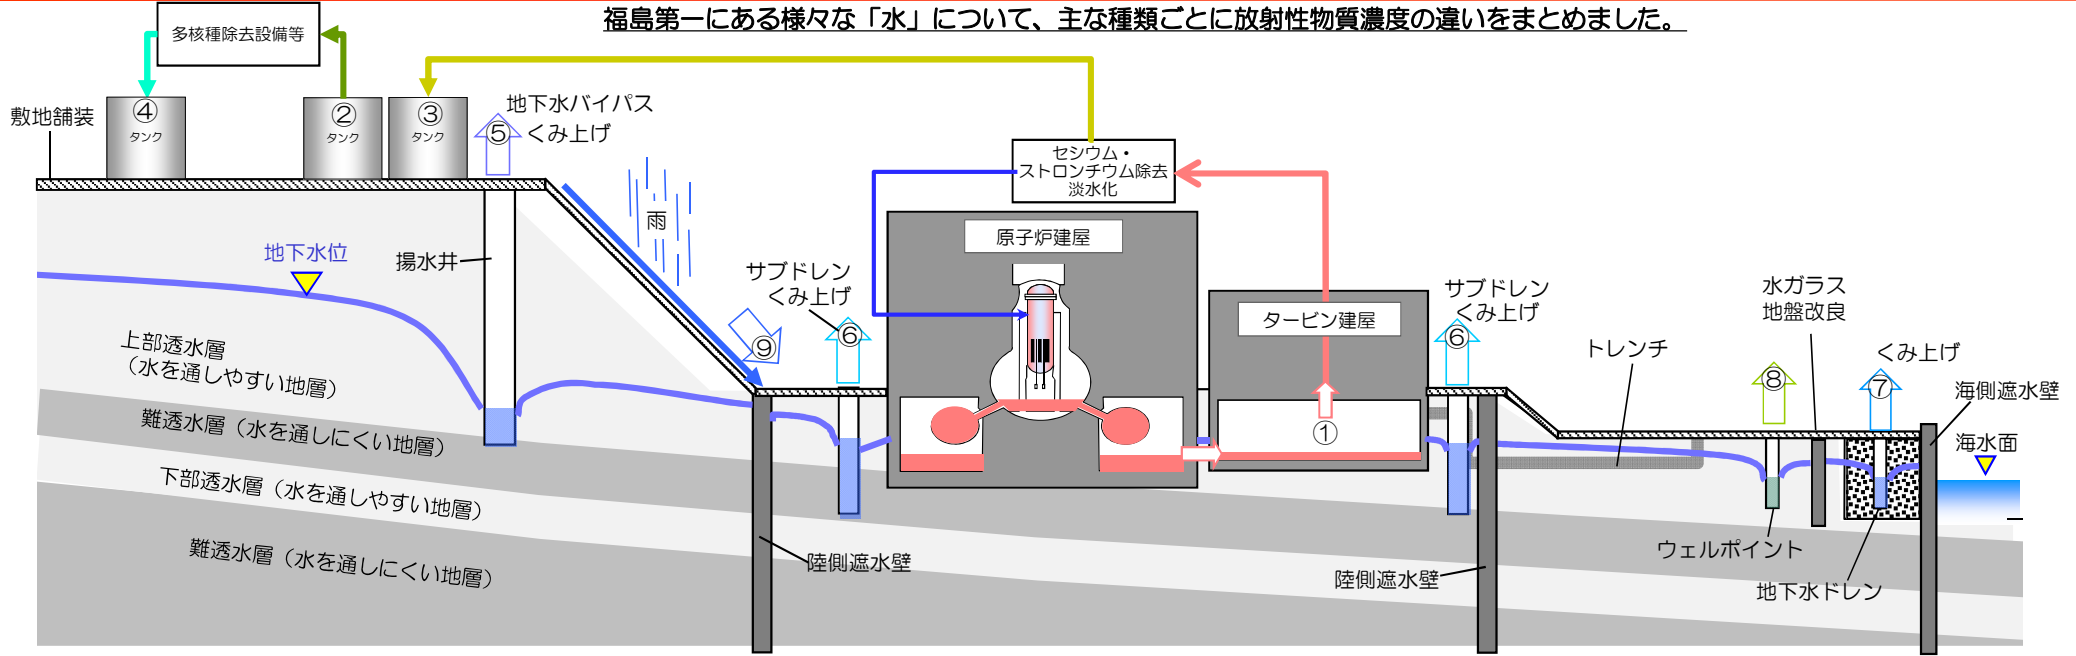 福島第一にある様々な「水」について、主な種類ごとに放射性物質濃度の違いをまとめました。
多核種除去設備等
敷地舗装
④
タンク
②
タンク
③
タンク
⑤
地下水バイパス
くみ上げ
セシウム・
ストロンチウム除去
淡水化
雨
原子炉建屋
地下水位
揚水井
サブドレン
くみ上げ
⑥
⑨
タービン建屋
①
サブドレン
くみ上げ
⑥
水ガラス
地盤改良
トレンチ
くみ上げ
⑧
⑦
海側遮水壁
海水面
上部透水層
（水を通しやすい地層）
難透水層（水を通しにくい地層）
下部透水層（水を通しやすい地層）
難透水層（水を通しにくい地層）
陸側遮水壁
陸側遮水壁
ウェルポイント
地下水ドレン